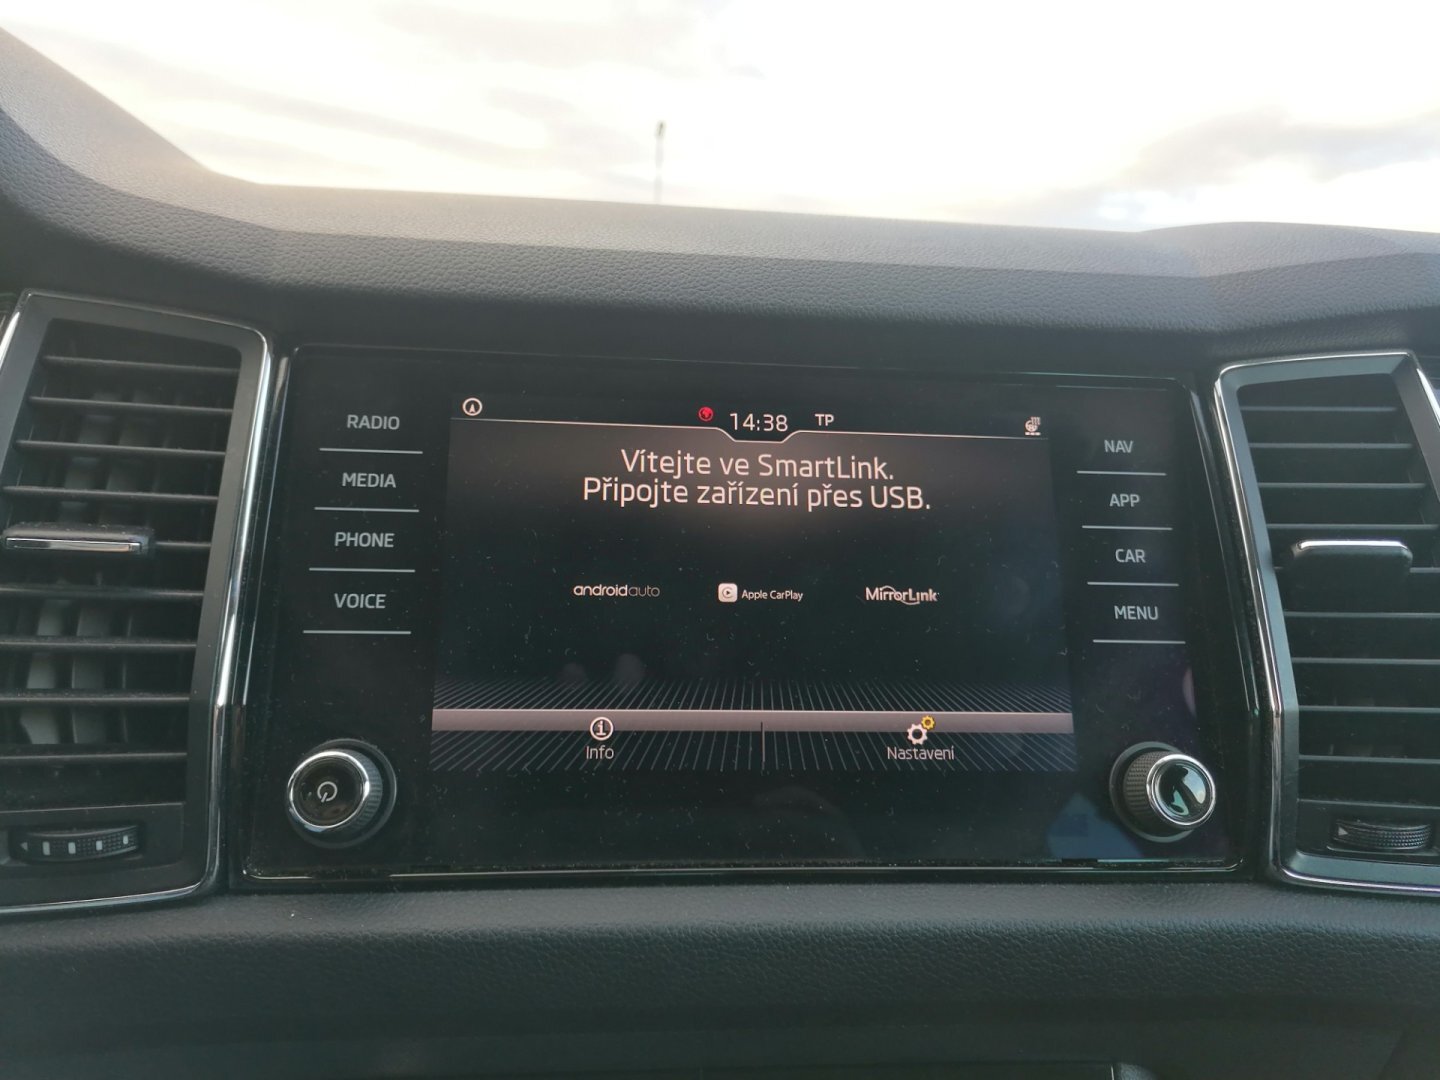 RADIO
MEDIA
PHONE
VOICE
14:38 TP
Vítejte ve SmartLink.
Připojte zařízení přes USB.
androidauto
Apple CarPlay
MirrorLink
Info
Nastavení
NAV
APP
CAR
MENU